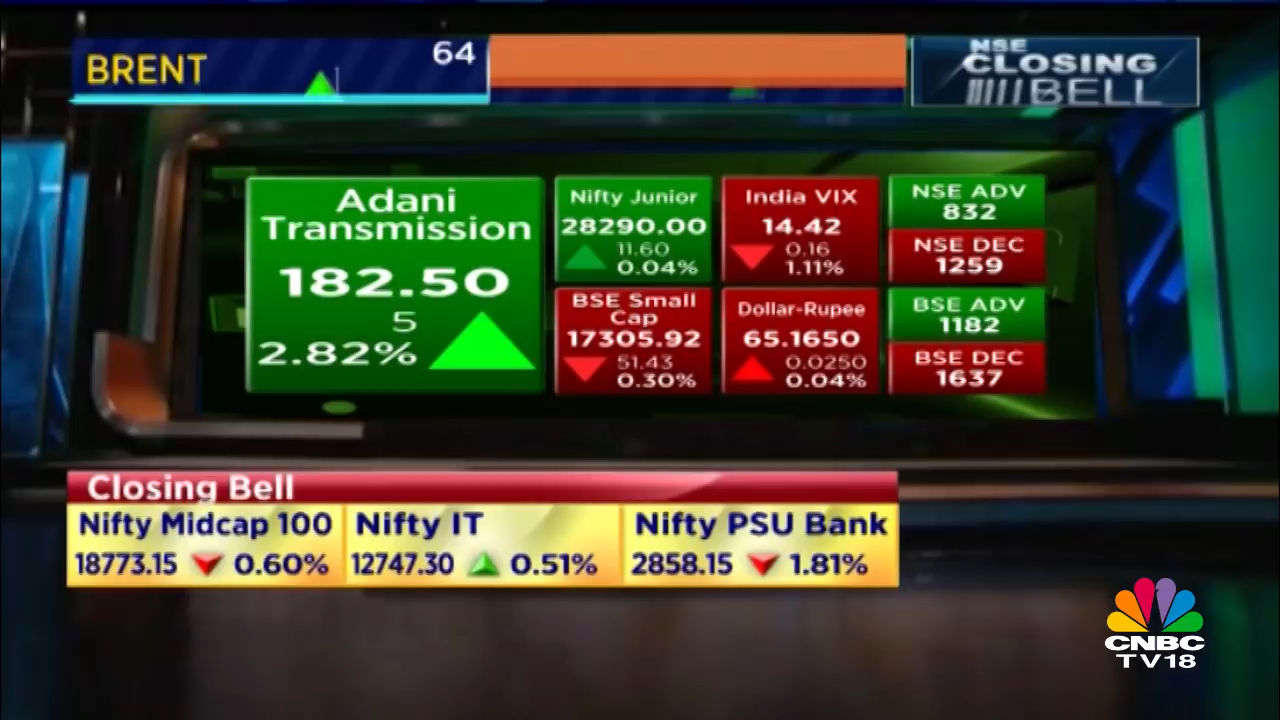 BRENT
64
NSE
CLOSING
BELL
Adani
Transmission
182.50
5
2.82%
Nifty Junior
28290.00
11.60
0.04%
India VIX
14.42
0.16
1.11%
NSE ADV
832
NSE DEC
1259
BSE Small
Cap
17305.92
51.43
0.30%
Dollar-Rupee
65.1650
0.0250
0.04%
BSE ADV
1182
BSE DEC
1637
Closing Bell
Nifty Midcap 100
18773.15 0.60%
Nifty IT
12747.30 0.51%
Nifty PSU Bank
2858.15 1.81%
CNBC
TV18